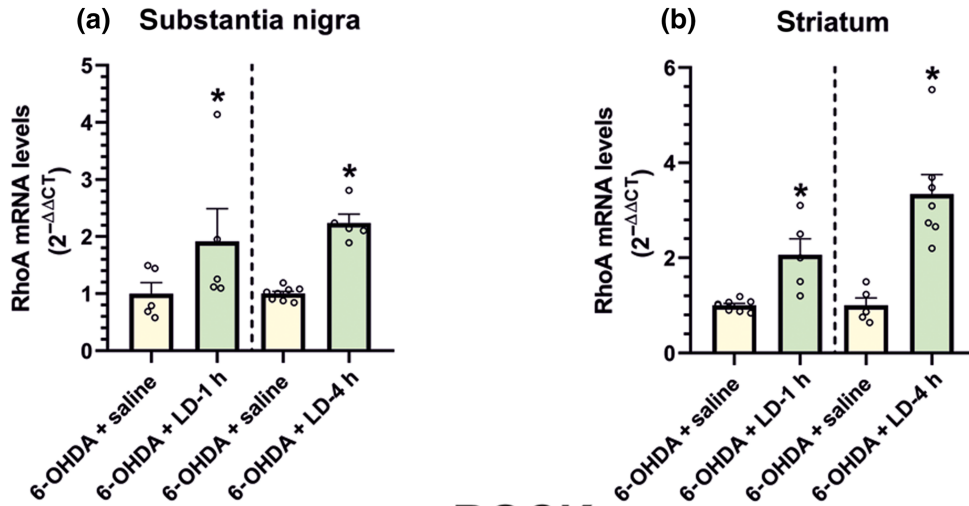 (a) Substantia nigra
RhoA mRNA levels
(2⁻ΔΔCT)
5
4
3
2
1
0
*
*
6-OHDA + saline
6-OHDA + LD-1 h
6-OHDA + saline
6-OHDA + LD-4 h
(b) Striatum
RhoA mRNA levels
(2⁻ΔΔCT)
6
4
2
0
*
*
6-OHDA + saline
6-OHDA + LD-1 h
6-OHDA + saline
6-OHDA + LD-4 h